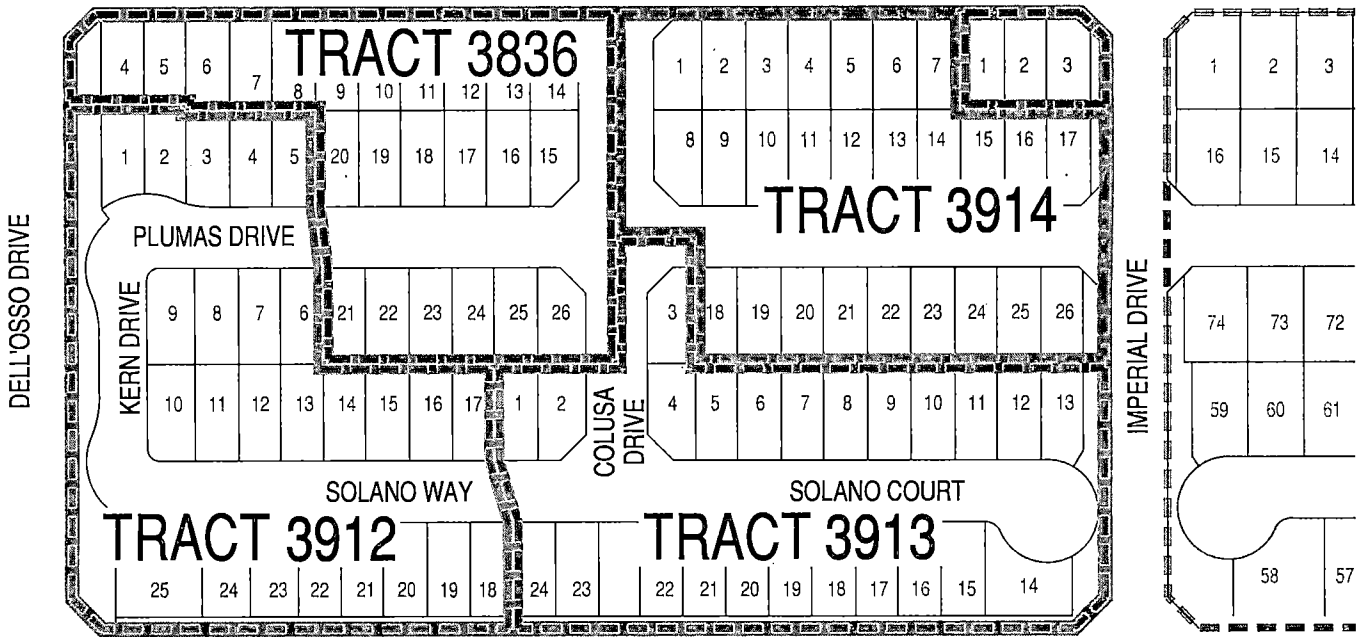 TRACT 3836
4 5 6 7 8 9 10 11 12 13 14
1 2 3 4 5 6 7 1 2 3
1 2 3
1 2 3 4 5 20 19 18 17 16 15
8 9 10 11 12 13 14 15 16 17
16 15 14
TRACT 3914
DELL'OSSO DRIVE
PLUMAS DRIVE
KERN DRIVE
IMPERIAL DRIVE
9 8 7 6 21 22 23 24 25 26
3 18 19 20 21 22 23 24 25 26
74 73 72
10 11 12 13 14 15 16 17 1 2
COLUSA
DRIVE
4 5 6 7 8 9 10 11 12 13
59 60 61
SOLANO WAY
SOLANO COURT
TRACT 3912
TRACT 3913
25 24 23 22 21 20 19 18 24 23
22 21 20 19 18 17 16 15 14
58 57